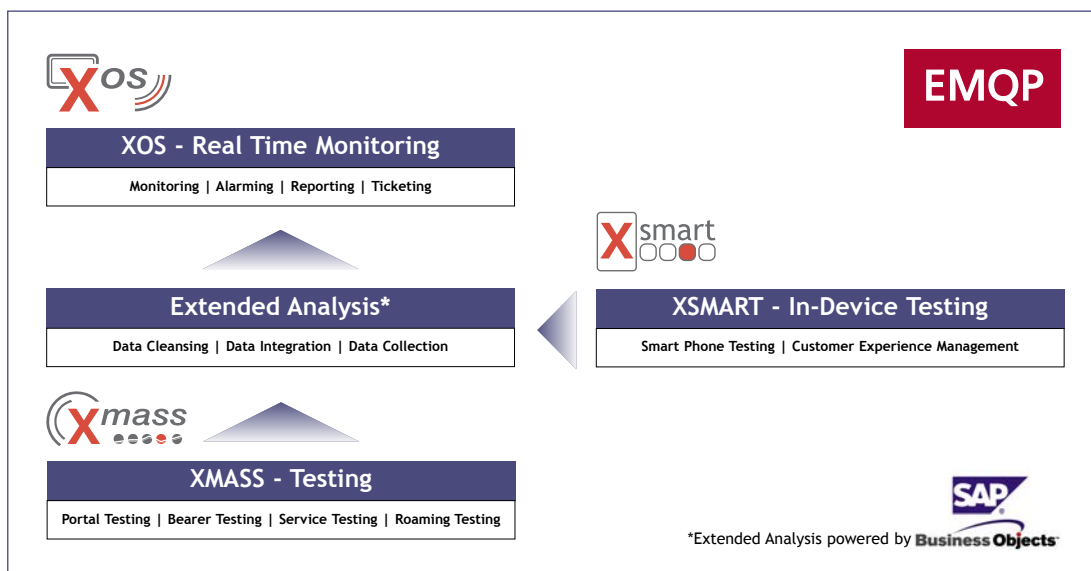 Xos
EMQP
XOS - Real Time Monitoring
Monitoring | Alarming | Reporting | Ticketing
Xsmart
Extended Analysis*
Data Cleansing | Data Integration | Data Collection
XSMART - In-Device Testing
Smart Phone Testing | Customer Experience Management
Xmass
XMASS - Testing
Portal Testing | Bearer Testing | Service Testing | Roaming Testing
SAP
*Extended Analysis powered by Business Objects